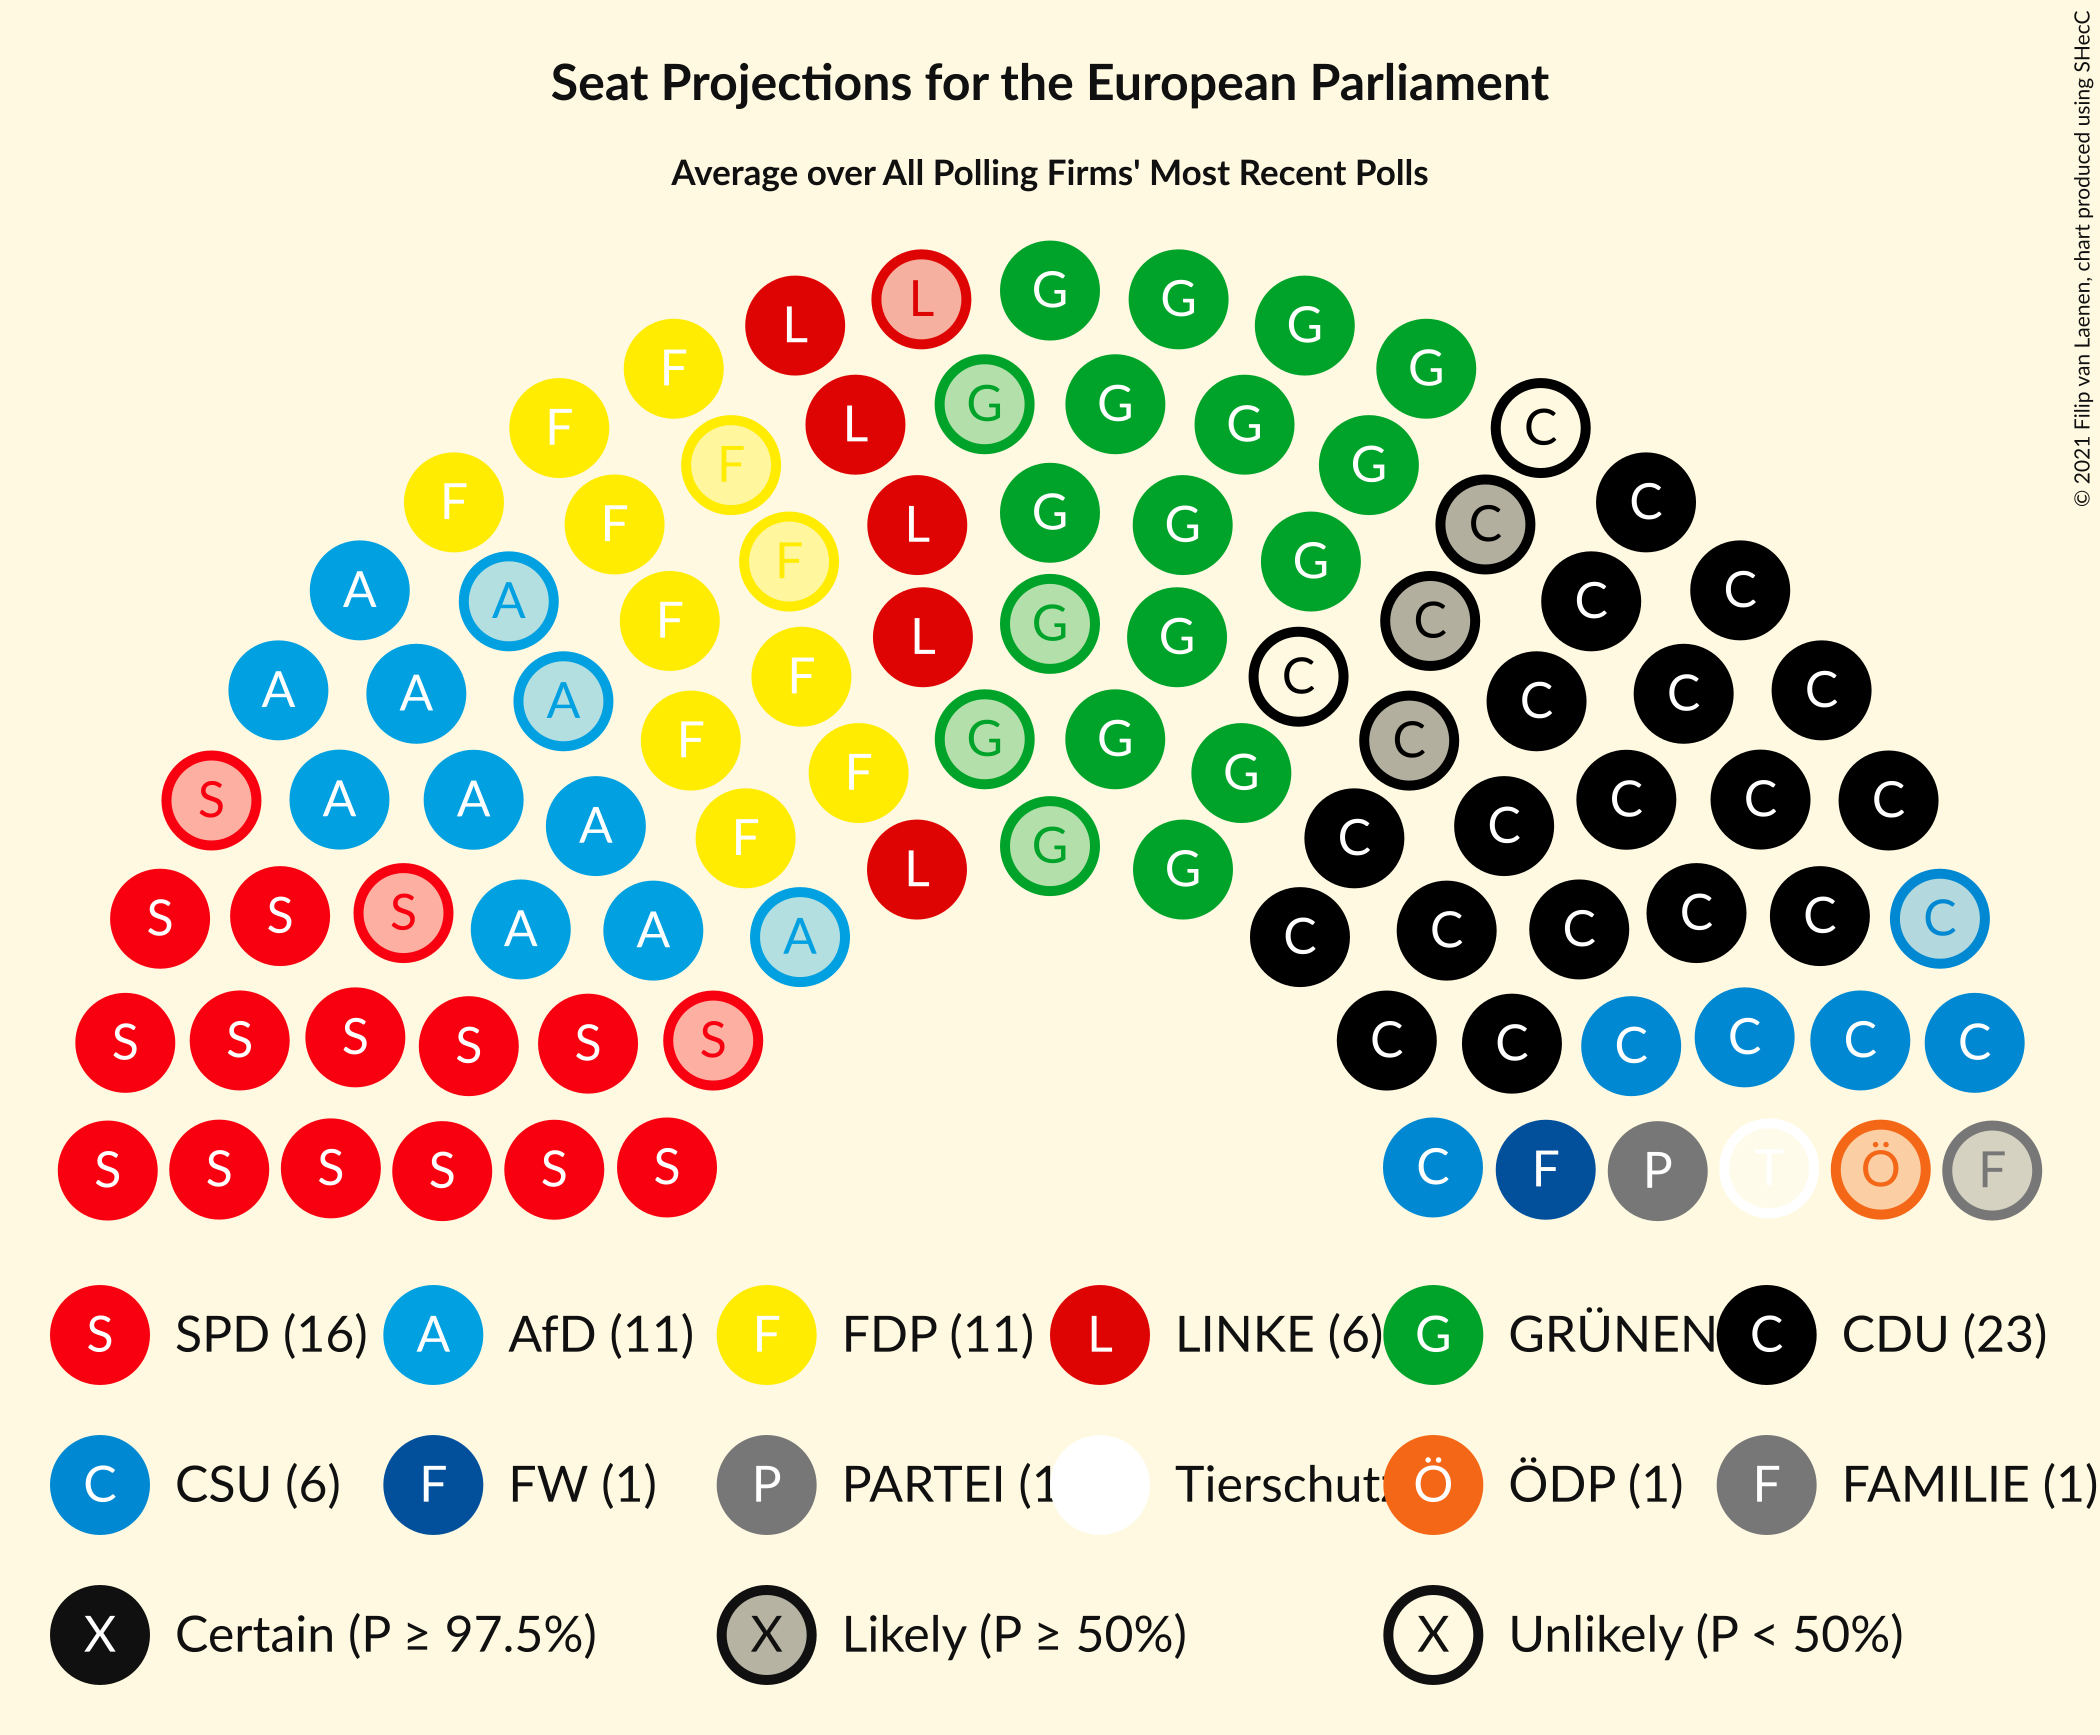 Seat Projections for the European Parliament
Average over All Polling Firms' Most Recent Polls
© 2021 Filip van Laenen, chart produced using SHecC
L G G G
L G
F G G G
F F G C
F F L G G G C C
A A F F G C C C
A A A F F L G G C C C C C
S A A A F F G G G C C C C C C
S S S A A A L G G C C C C C C C
S S S S S S C C C C C C
S S S S S S C F P T Ö F
S SPD (16) A AfD (11) F FDP (11) L LINKE (6) G GRÜNEN C CDU (23)
C CSU (6) F FW (1) P PARTEI (1 Tierschutz Ö ÖDP (1) F FAMILIE (1)
X Certain (P ≥ 97.5%) X Likely (P ≥ 50%) X Unlikely (P < 50%)